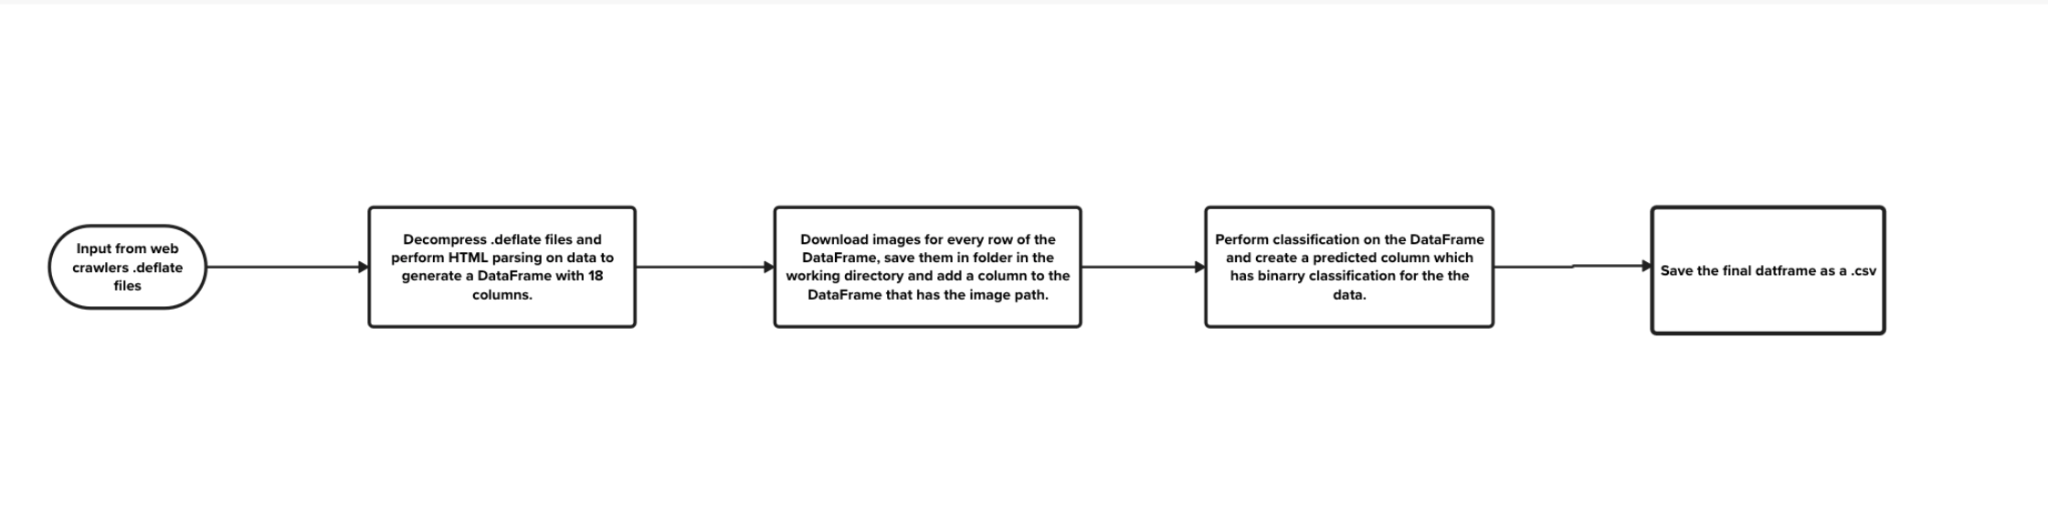 Input from web
crawlers .deflate
files
Decompress .deflate files and
perform HTML parsing on data to
generate a DataFrame with 18
columns.
Download images for every row of the
DataFrame, save them in folder in the
working directory and add a column to the
DataFrame that has the image path.
Perform classification on the DataFrame
and create a predicted column which
has binarry classification for the the
data.
Save the final datframe as a .csv